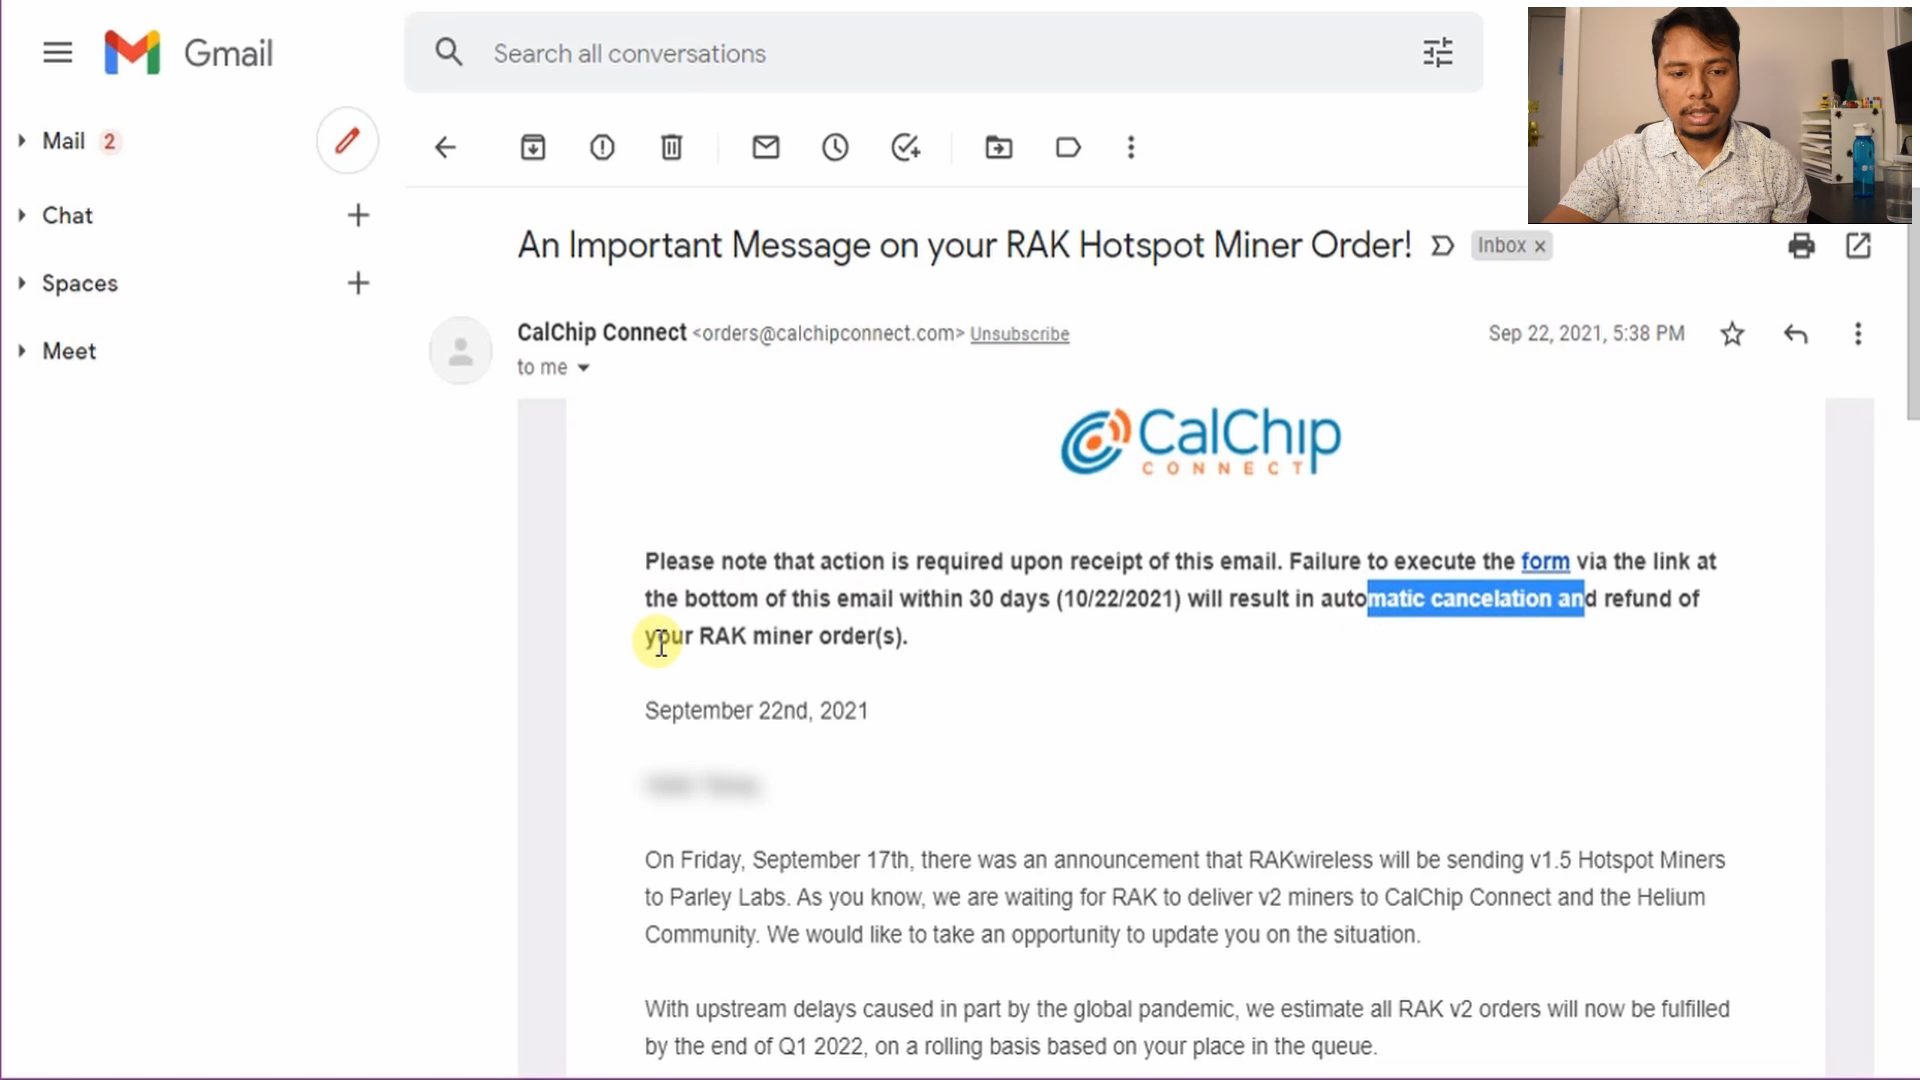 Gmail
Search all conversations
Mail 2
Chat
Spaces
Meet
An Important Message on your RAK Hotspot Miner Order! Inbox x
CalChip Connect <orders@calchipconnect.com> Unsubscribe
Sep 22, 2021, 5:38 PM
to me
CalChip
CONNECT
Please note that action is required upon receipt of this email. Failure to execute the form via the link at
the bottom of this email within 30 days (10/22/2021) will result in automatic cancelation and refund of
your RAK miner order(s).
September 22nd, 2021
On Friday, September 17th, there was an announcement that RAKwireless will be sending v1.5 Hotspot Miners
to Parley Labs. As you know, we are waiting for RAK to deliver v2 miners to CalChip Connect and the Helium
Community. We would like to take an opportunity to update you on the situation.
With upstream delays caused in part by the global pandemic, we estimate all RAK v2 orders will now be fulfilled
by the end of Q1 2022, on a rolling basis based on your place in the queue.